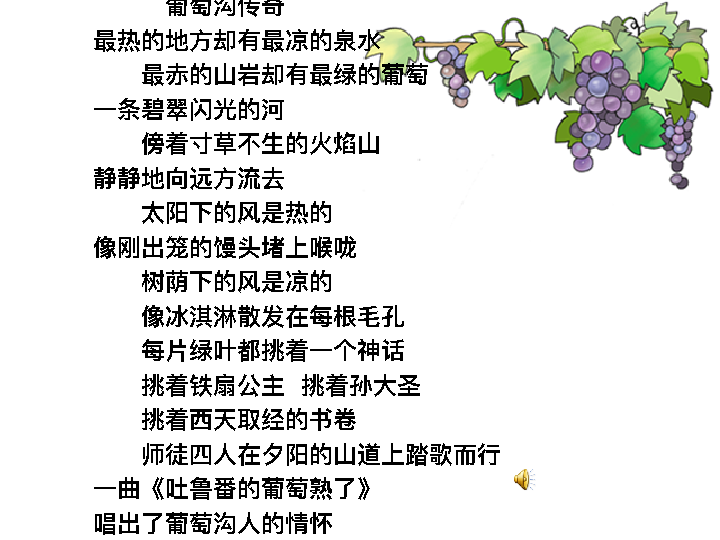 葡萄沟传奇
最热的地方却有最凉的泉水
最赤的山岩却有最绿的葡萄
一条碧翠闪光的河
傍着寸草不生的火焰山
静静地向远方流去
太阳下的风是热的
像刚出笼的馒头堵上喉咙
树荫下的风是凉的
像冰淇淋散发在每根毛孔
每片绿叶都挑着一个神话
挑着铁扇公主 挑着孙大圣
挑着西天取经的书卷
师徒四人在夕阳的山道上踏歌而行
一曲《吐鲁番的葡萄熟了》
唱出了葡萄沟人的情怀